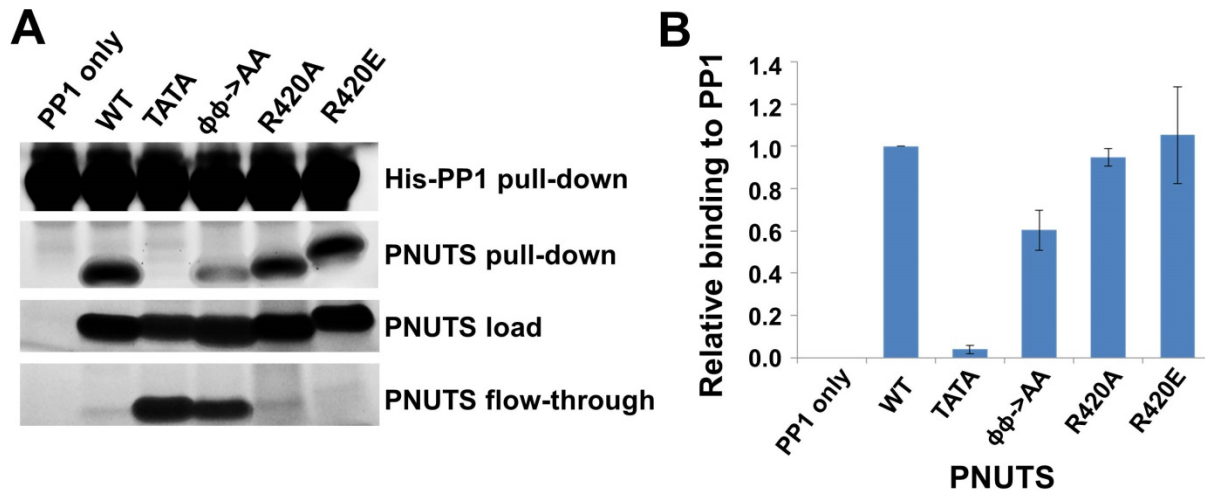 A
PP1 only
WT
TATA
ϕϕ->AA
R420A
R420E
His-PP1 pull-down
PNUTS pull-down
PNUTS load
PNUTS flow-through
B
Relative binding to PP1
1.4
1.2
1.0
0.8
0.6
0.4
0.2
0.0
PP1 only
WT
TATA
ϕϕ->AA
R420A
R420E
PNUTS